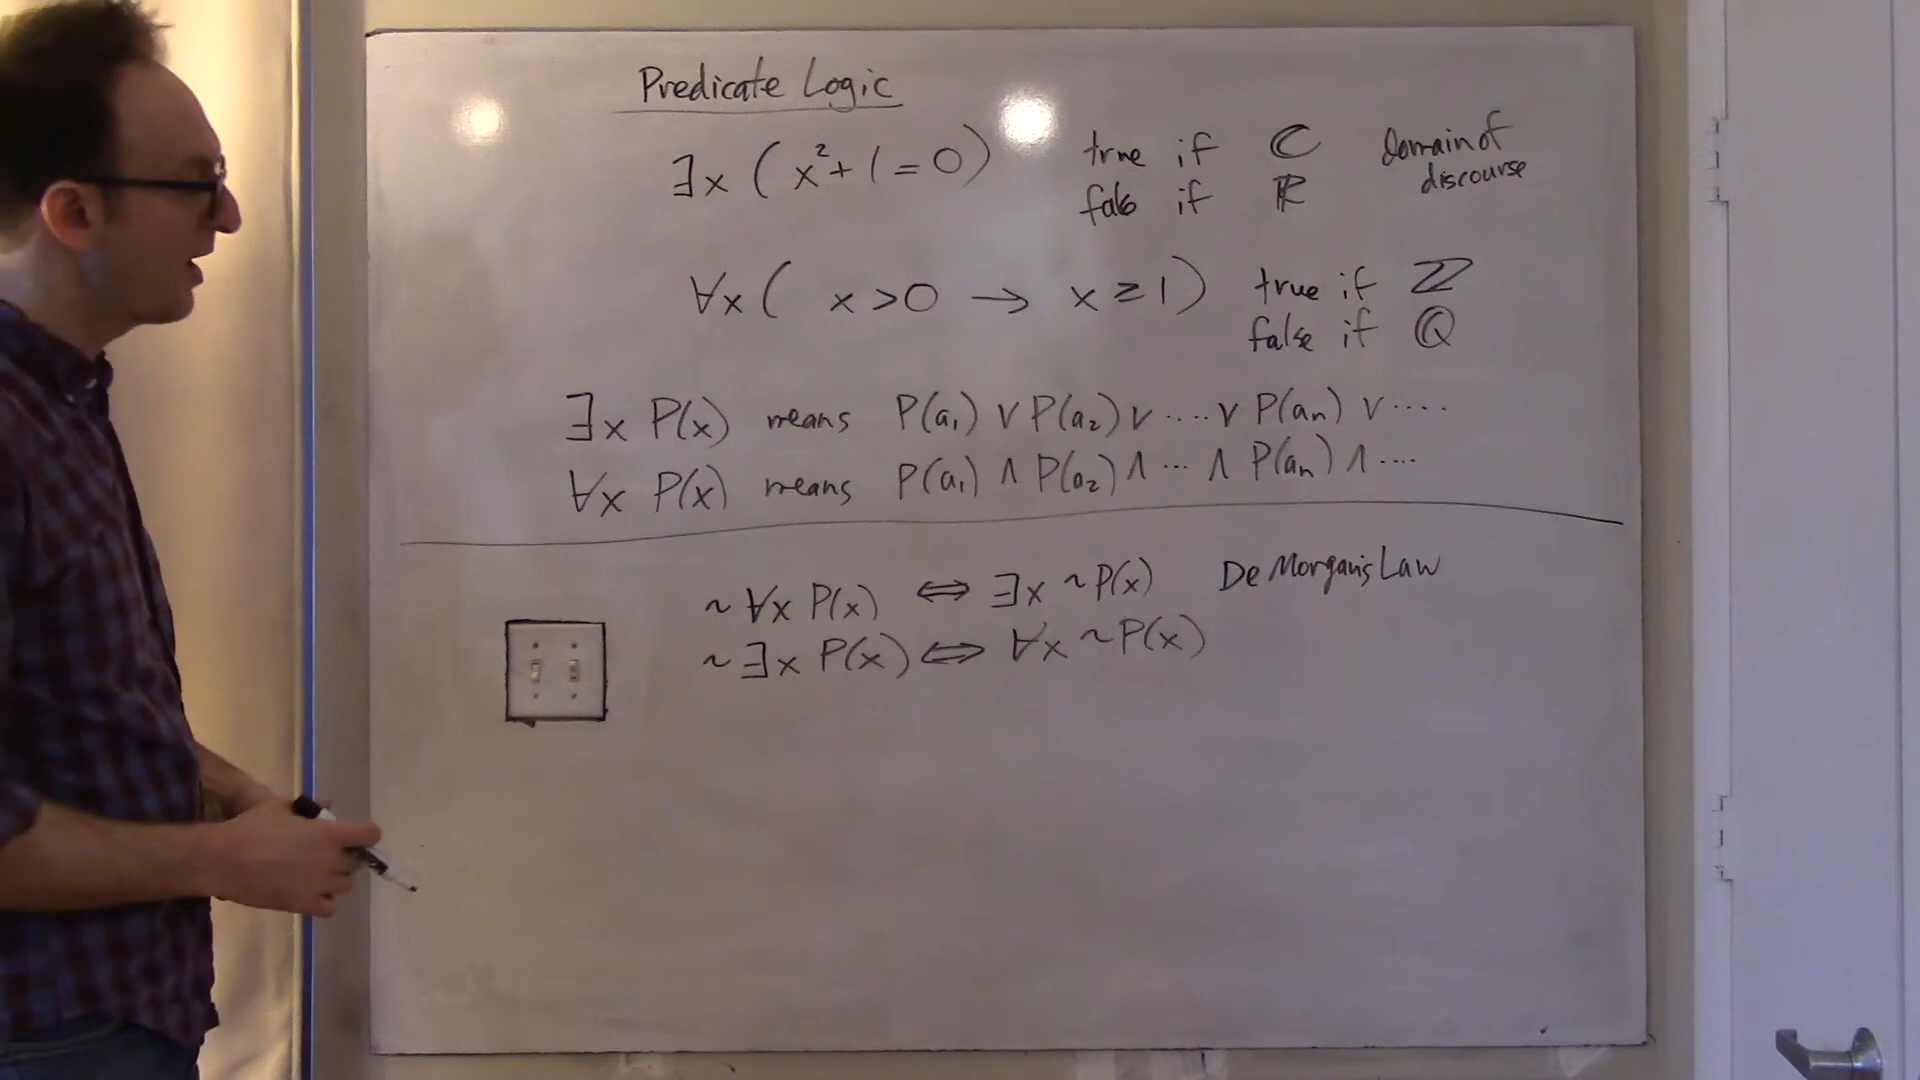 Predicate Logic
∃x (x²+1=0) true if ℂ Domain of
false if ℝ discourse
∀x ( x>0 → x≥1) true if ℤ
false if ℚ
∃x P(x) means P(a₁) ∨ P(a₂) ∨ .... ∨ P(aₙ) ∨ ....
∀x P(x) means P(a₁) ∧ P(a₂) ∧ ... ∧ P(aₙ) ∧ ....
~∀x P(x) ⇔ ∃x ~P(x) De Morgan's Law
~∃x P(x) ⇔ ∀x ~P(x)